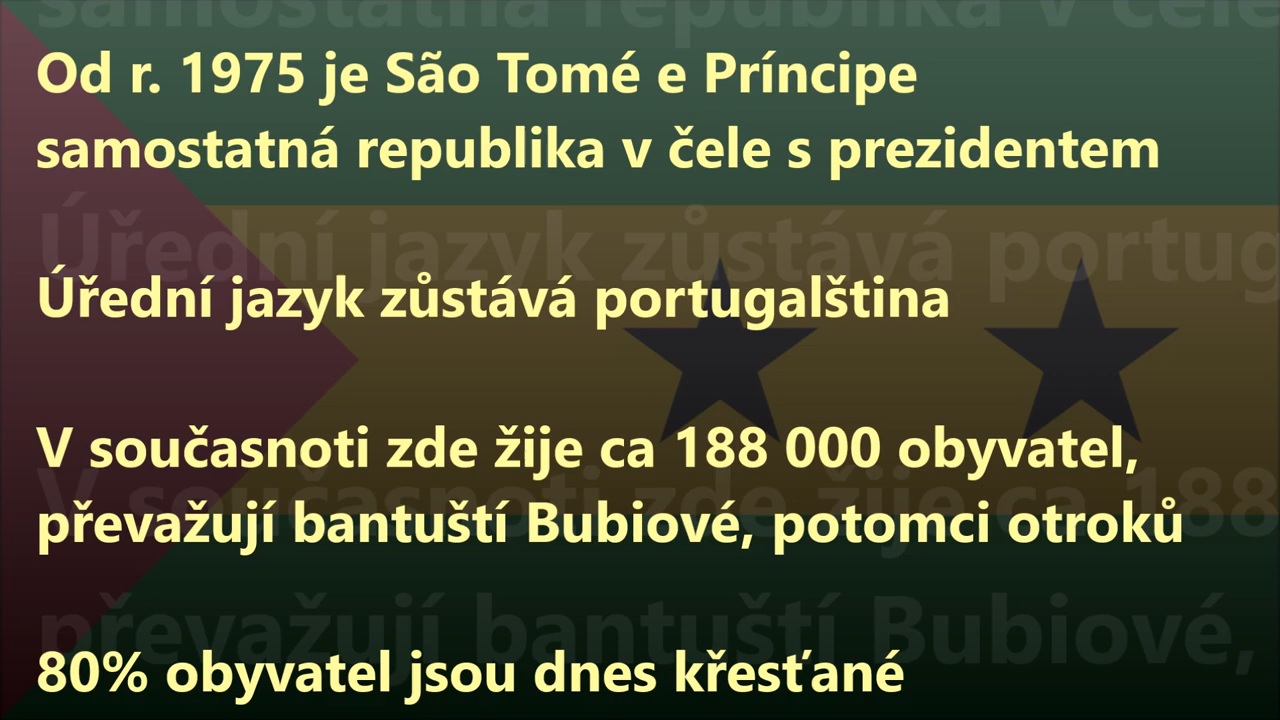 Od r. 1975 je São Tomé e Príncipe
samostatná republika v čele s prezidentem
Úřední jazyk zůstává portugalština
V současnoti zde žije ca 188 000 obyvatel,
převažují bantuští Bubiové, potomci otroků
80% obyvatel jsou dnes křesťané